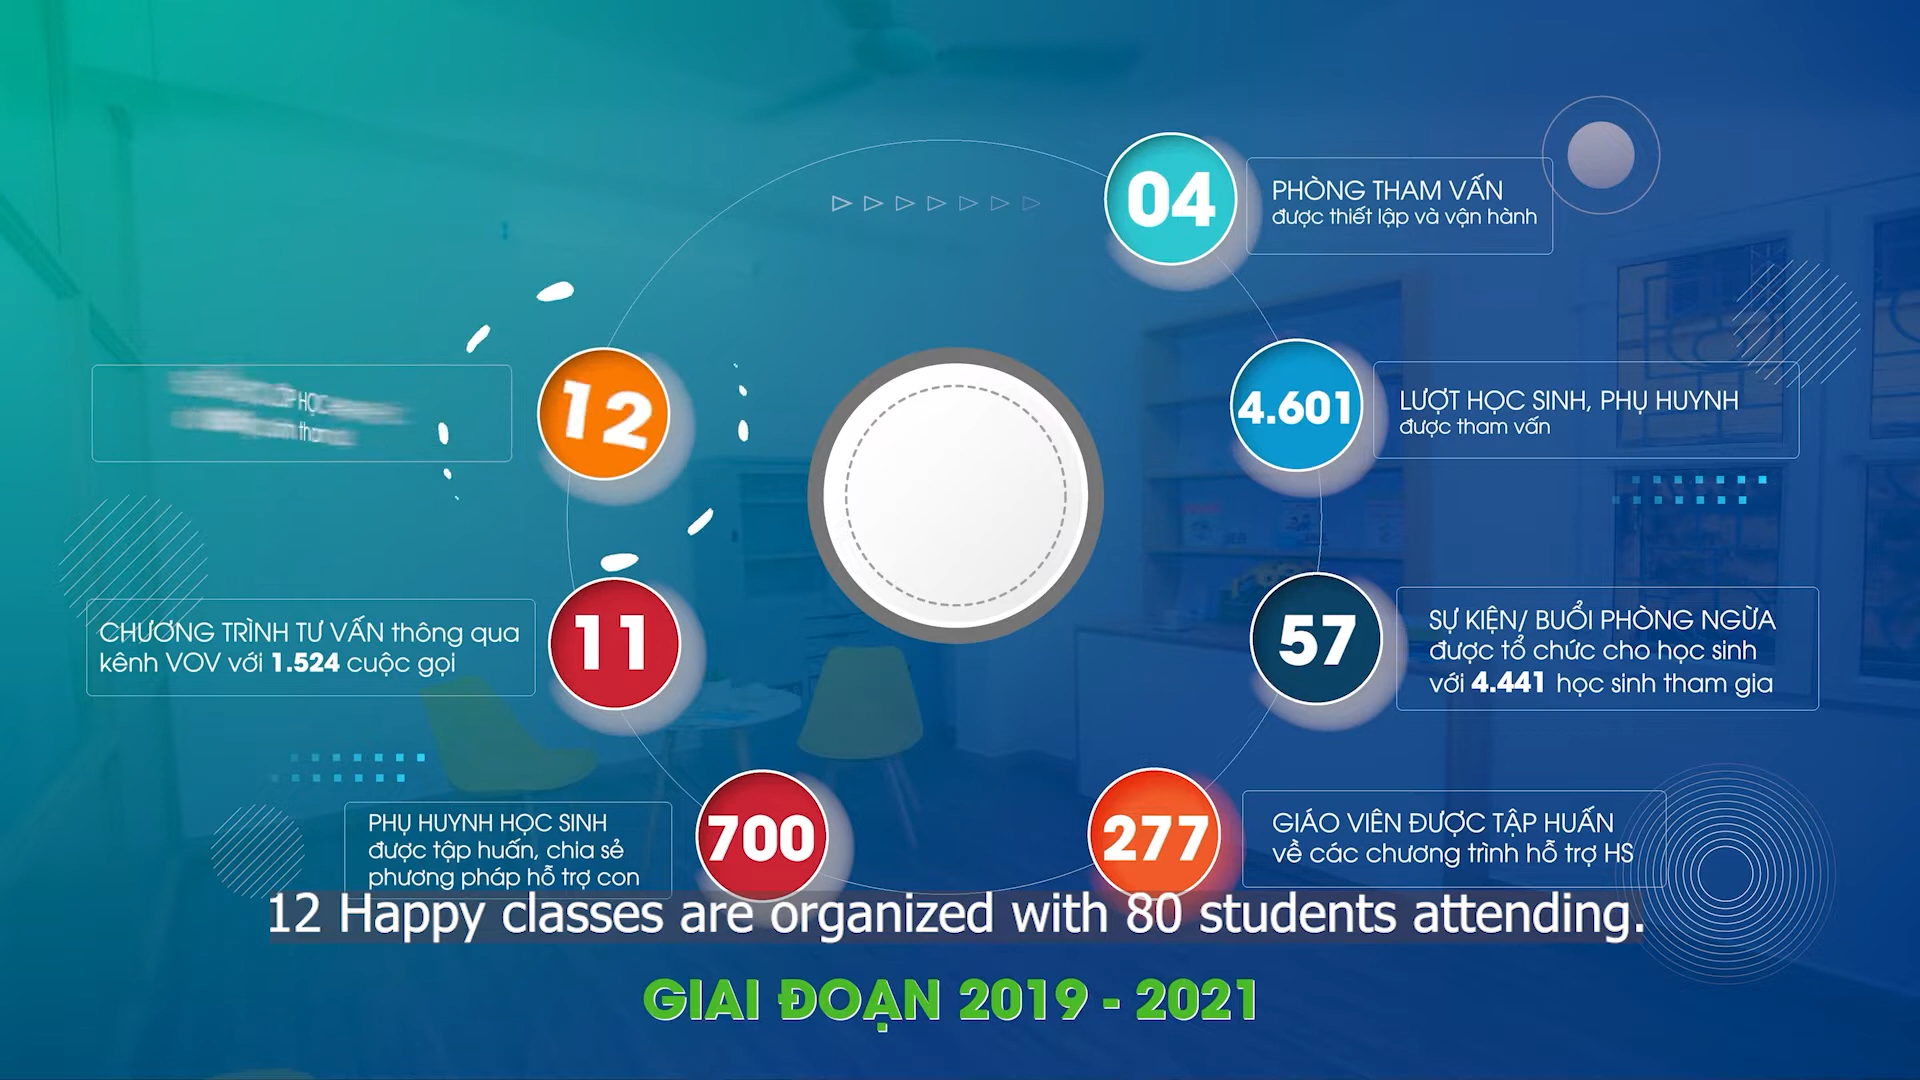 04
PHÒNG THAM VẤN
được thiết lập và vận hành
4.601
LƯỢT HỌC SINH, PHỤ HUYNH
được tham vấn
57
SỰ KIỆN/ BUỔI PHÒNG NGỪA
được tổ chức cho học sinh
với 4.441 học sinh tham gia
277
GIÁO VIÊN ĐƯỢC TẬP HUẤN
về các chương trình hỗ trợ HS
700
PHỤ HUYNH HỌC SINH
được tập huấn, chia sẻ
phương pháp hỗ trợ con
11
CHƯƠNG TRÌNH TƯ VẤN thông qua
kênh VOV với 1.524 cuộc gọi
12
HỌC
12 Happy classes are organized with 80 students attending.
GIAI ĐOẠN 2019 - 2021